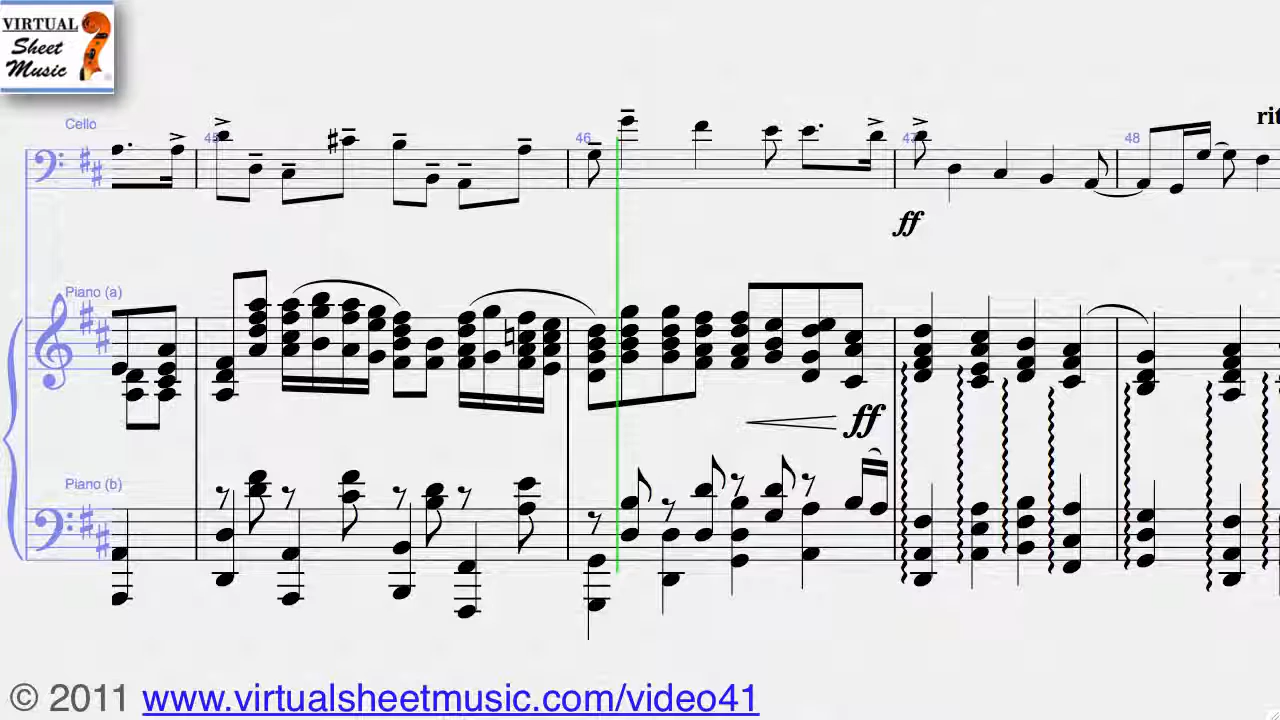 VIRTUAL
Sheet
Music
rit
Cello
45
46
47
48
ff
Piano (a)
ff
Piano (b)
© 2011 www.virtualsheetmusic.com/video41